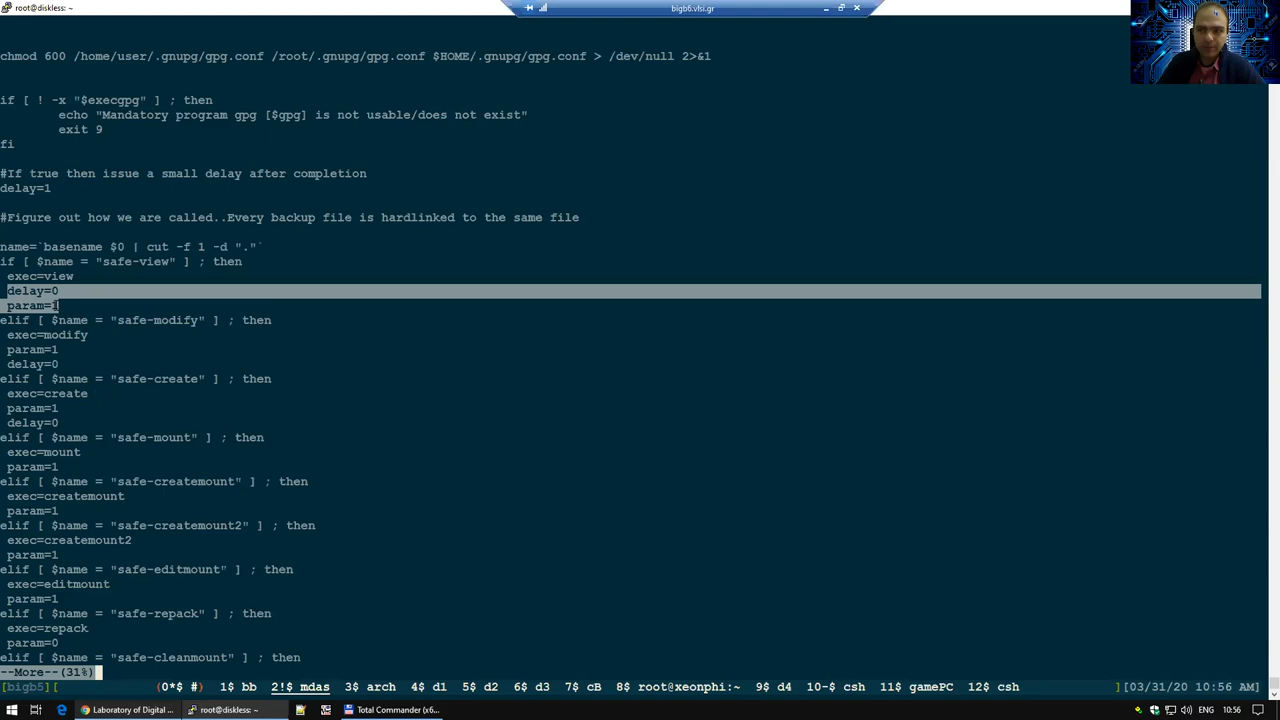 root@diskless: ~
bigb6.vlsi.gr
chmod 600 /home/user/.gnupg/gpg.conf /root/.gnupg/gpg.conf $HOME/.gnupg/gpg.conf > /dev/null 2>&1
if [ ! -x "$execgpg" ] ; then
echo "Mandatory program gpg [$gpg] is not usable/does not exist"
exit 9
fi
#If true then issue a small delay after completion
delay=1
#Figure out how we are called..Every backup file is hardlinked to the same file
name=`basename $0 | cut -f 1 -d "."`
if [ $name = "safe-view" ] ; then
exec=view
delay=0
param=1
elif [ $name = "safe-modify" ] ; then
exec=modify
param=1
delay=0
elif [ $name = "safe-create" ] ; then
exec=create
param=1
delay=0
elif [ $name = "safe-mount" ] ; then
exec=mount
param=1
elif [ $name = "safe-createmount" ] ; then
exec=createmount
param=1
elif [ $name = "safe-createmount2" ] ; then
exec=createmount2
param=1
elif [ $name = "safe-editmount" ] ; then
exec=editmount
param=1
elif [ $name = "safe-repack" ] ; then
exec=repack
param=0
elif [ $name = "safe-cleanmount" ] ; then
--More--(31%)
[bigb5][ (0*$ #) 1$ bb 2!$ mdas 3$ arch 4$ d1 5$ d2 6$ d3 7$ cB 8$ root@xeonphi:~ 9$ d4 10-$ csh 11$ gamePC 12$ csh ][03/31/20 10:56 AM]
Laboratory of Digital ... root@diskless: ~ Total Commander (x6... ENG 10:56